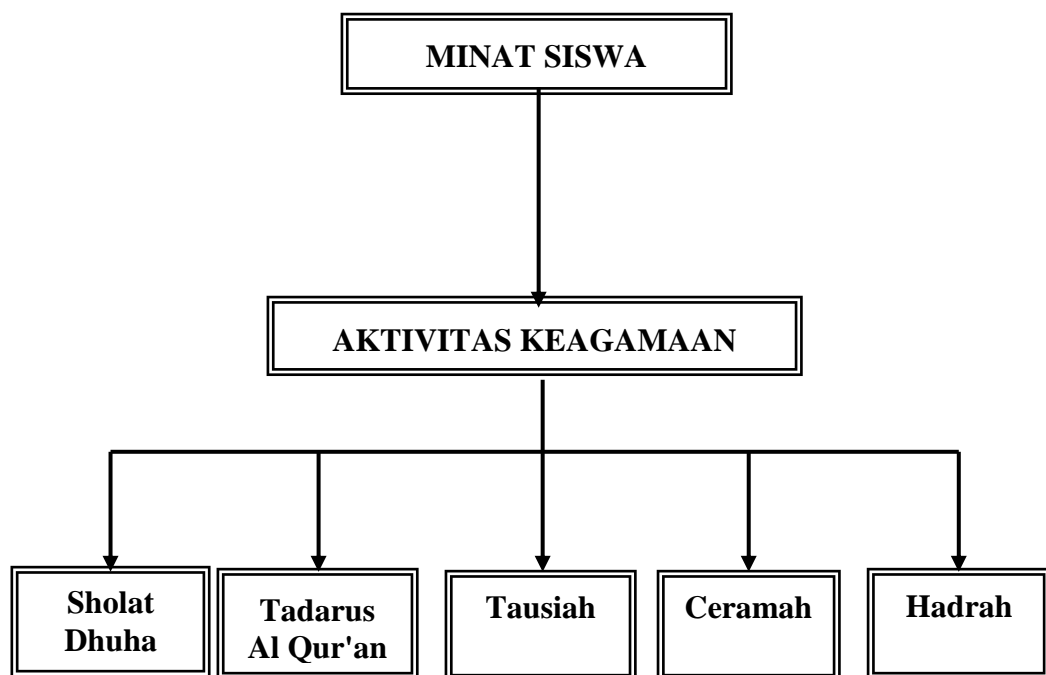 MINAT SISWA
AKTIVITAS KEAGAMAAN
Sholat
Dhuha
Tadarus
Al Qur'an
Tausiah
Ceramah
Hadrah